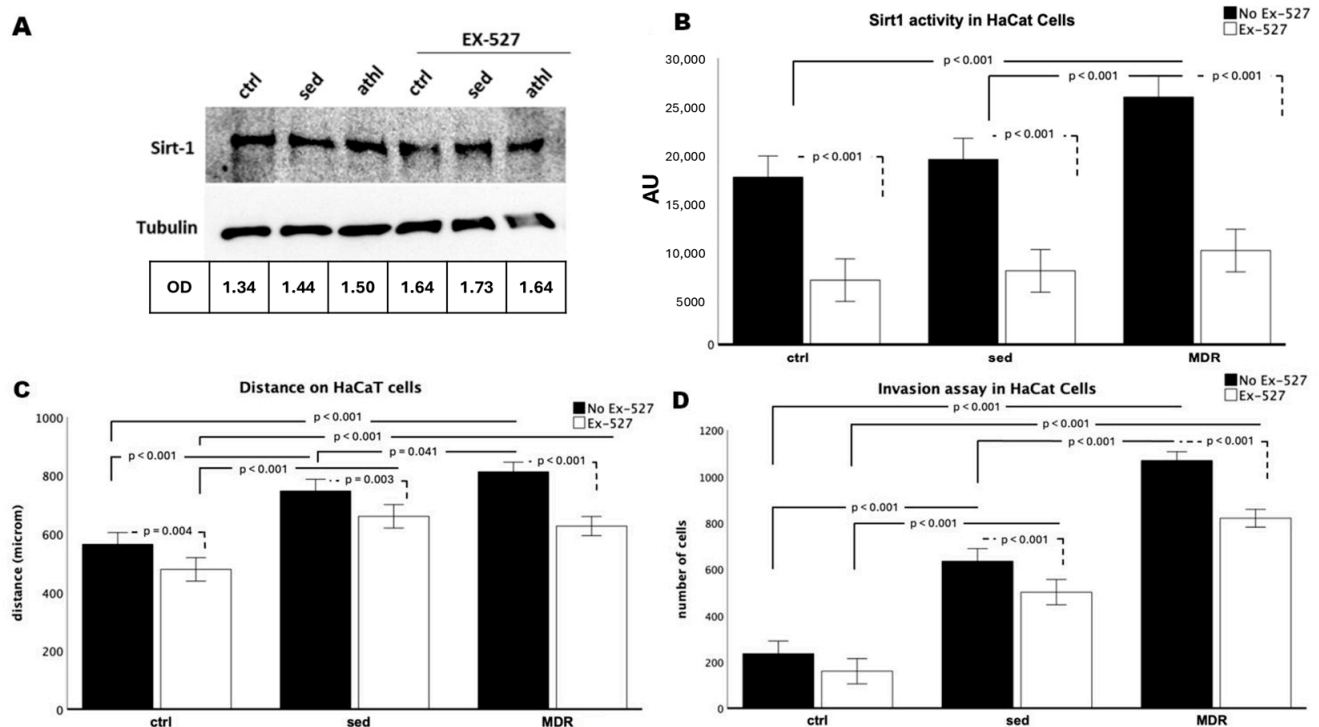 A
EX-527
ctrl sed athl ctrl sed athl
Sirt-1
Tubulin
OD 1.34 1.44 1.50 1.64 1.73 1.64
B
Sirt1 activity in HaCat Cells
No Ex-527
Ex-527
AU
30,000
25,000
20,000
15,000
10,000
5000
0
p < 0.001
p < 0.001
p < 0.001
p < 0.001
p < 0.001
ctrl sed MDR
C
Distance on HaCaT cells
No Ex-527
Ex-527
distance (microm)
1000
800
600
400
200
0
p < 0.001
p < 0.001
p < 0.001
p = 0.041
p < 0.001
p < 0.001
p = 0.003
p = 0.004
ctrl sed MDR
D
Invasion assay in HaCat Cells
No Ex-527
Ex-527
number of cells
1200
1000
800
600
400
200
0
p < 0.001
p < 0.001
p < 0.001
p < 0.001
p < 0.001
p < 0.001
p < 0.001
ctrl sed MDR